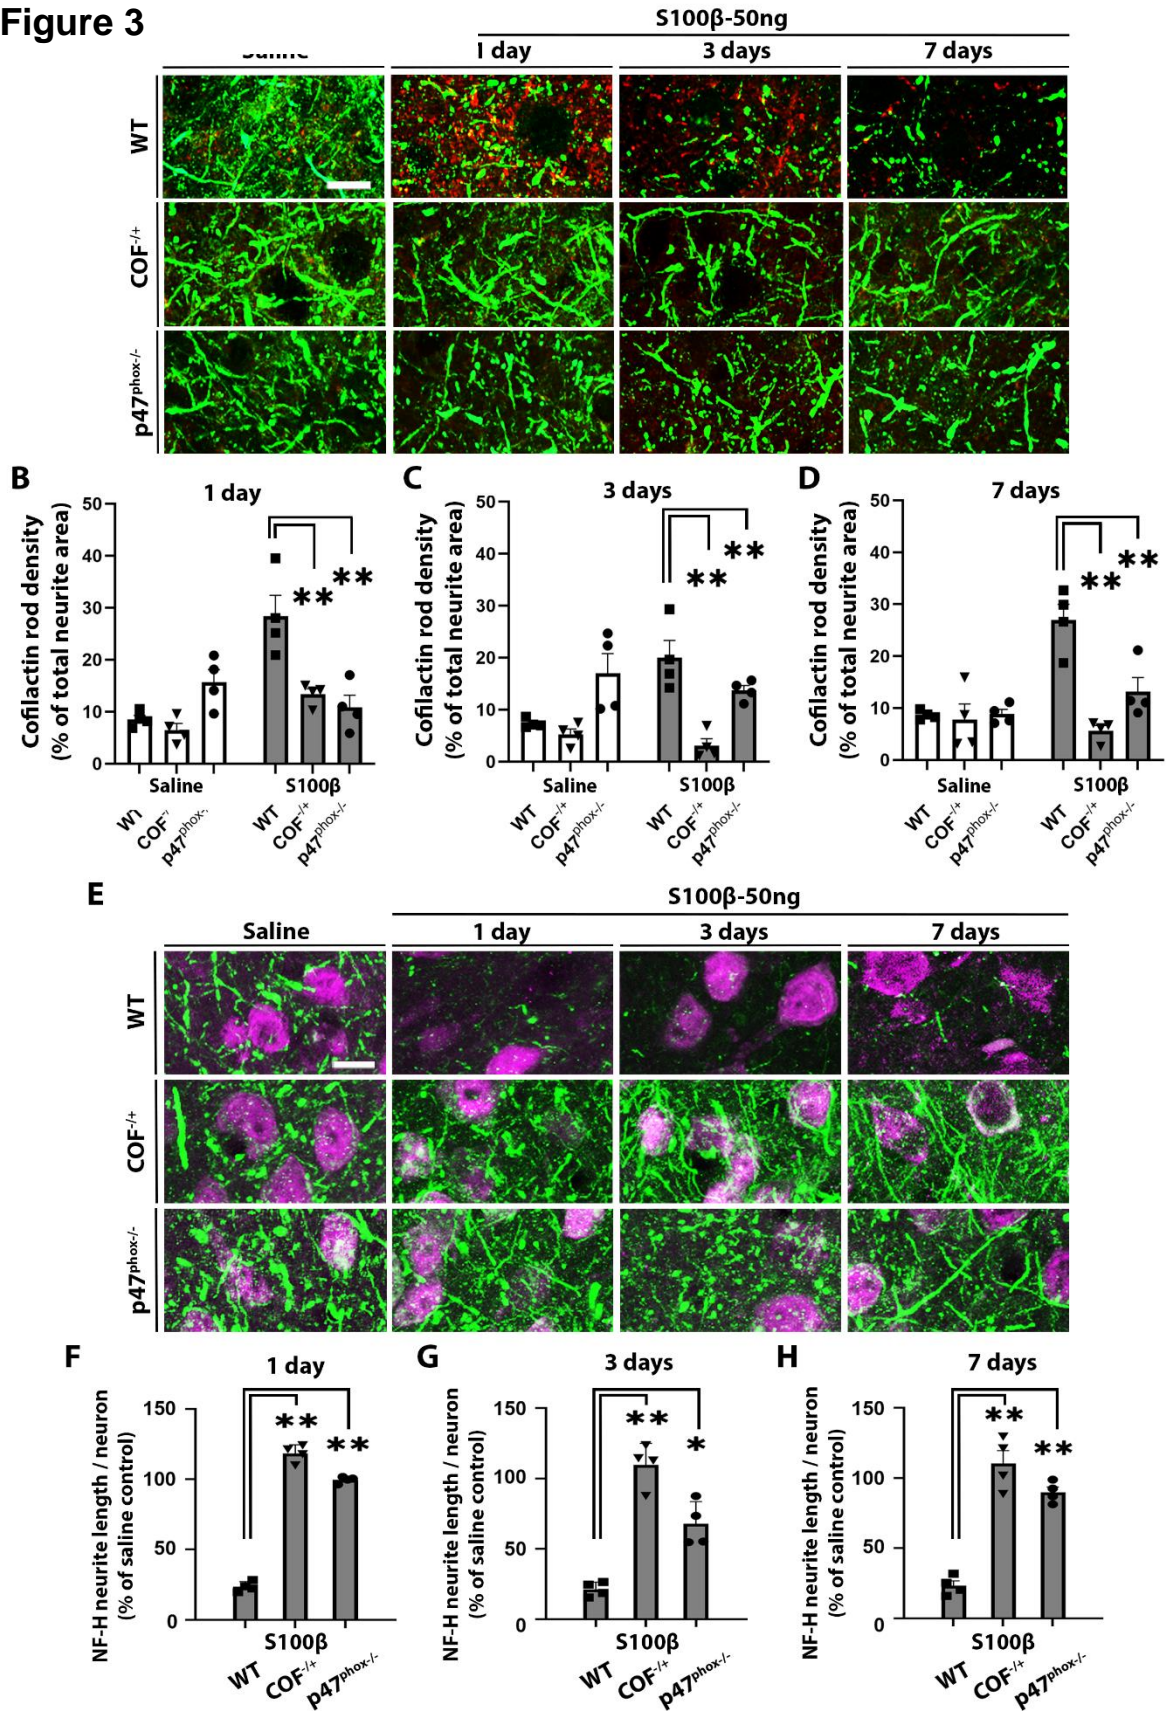 Figure 3
S100β-50ng
Saline 1 day 3 days 7 days
WT
COF-/+
p47phox-/-
B 1 day
Cofilactin rod density
(% of total neurite area)
50
40
30
20
10
0
Saline S100β
COF-/
p47phox-
WT COF-/+ p47phox-/-
C 3 days
Cofilactin rod density
(% of total neurite area)
50
40
30
20
10
0
** **
Saline S100β
WT COF-/+ p47phox-/- WT COF-/+ p47phox-/-
D 7 days
Cofilactin rod density
(% of total neurite area)
50
40
30
20
10
0
** **
Saline S100β
WT COF-/+ p47phox-/- WT COF-/+ p47phox-/-
E
S100β-50ng
Saline 1 day 3 days 7 days
WT
COF-/+
p47phox-/-
F 1 day
NF-H neurite length / neuron
(% of saline control)
150
100
50
0
** **
S100β
WT COF-/+ p47phox-/-
G 3 days
NF-H neurite length / neuron
(% of saline control)
150
100
50
0
** *
S100β
WT COF-/+ p47phox-/-
H 7 days
NF-H neurite length / neuron
(% of saline control)
150
100
50
0
** **
S100β
WT COF-/+ p47phox-/-